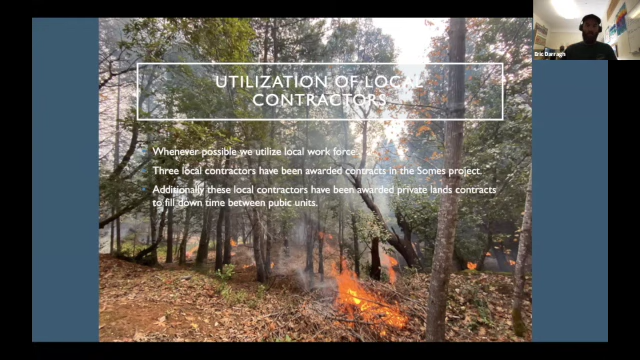 UTILIZATION OF LOCAL
CONTRACTORS
Whenever possible we utilize local work force
Three local contractors have been awarded contracts in the Somes project.
Additionally these local contractors have been awarded private lands contracts
to fill down time between pubic units.
Eric Darragh